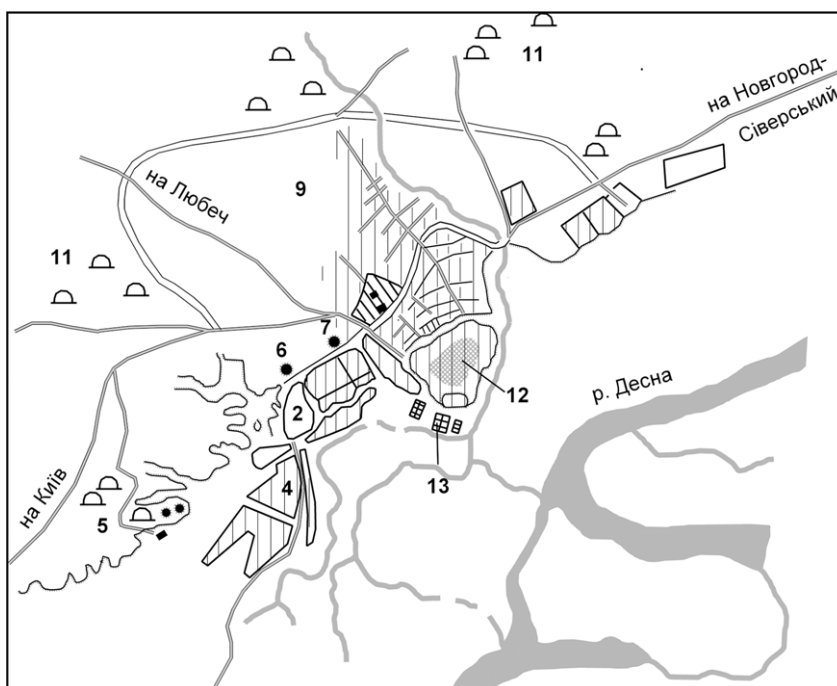 11
на Новгород-
Сіверський
9
на Любеч
11
7
6
12
р. Десна
2
13
4
на Київ
5